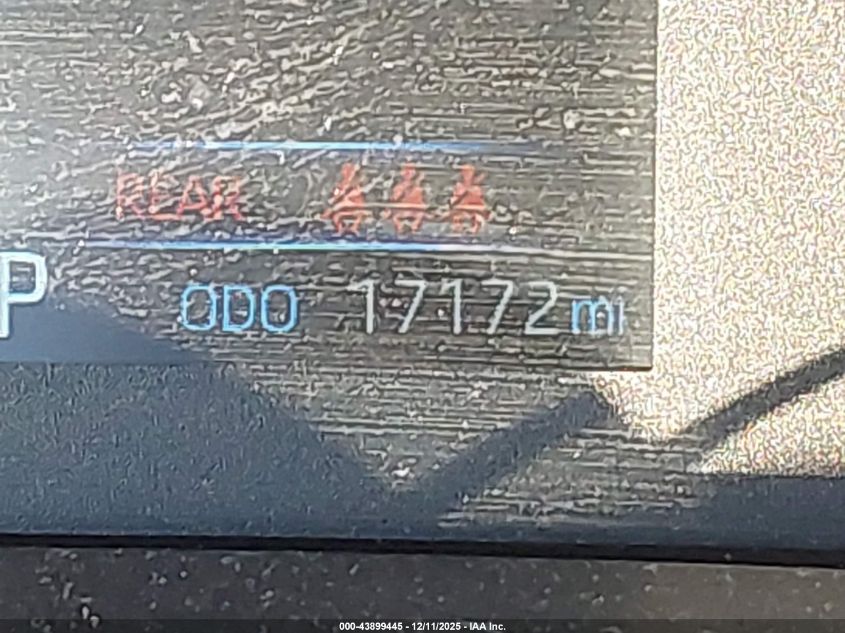 REAR
P
ODO 17172 mi
000-43899445 - 12/11/2025 - IAA Inc.